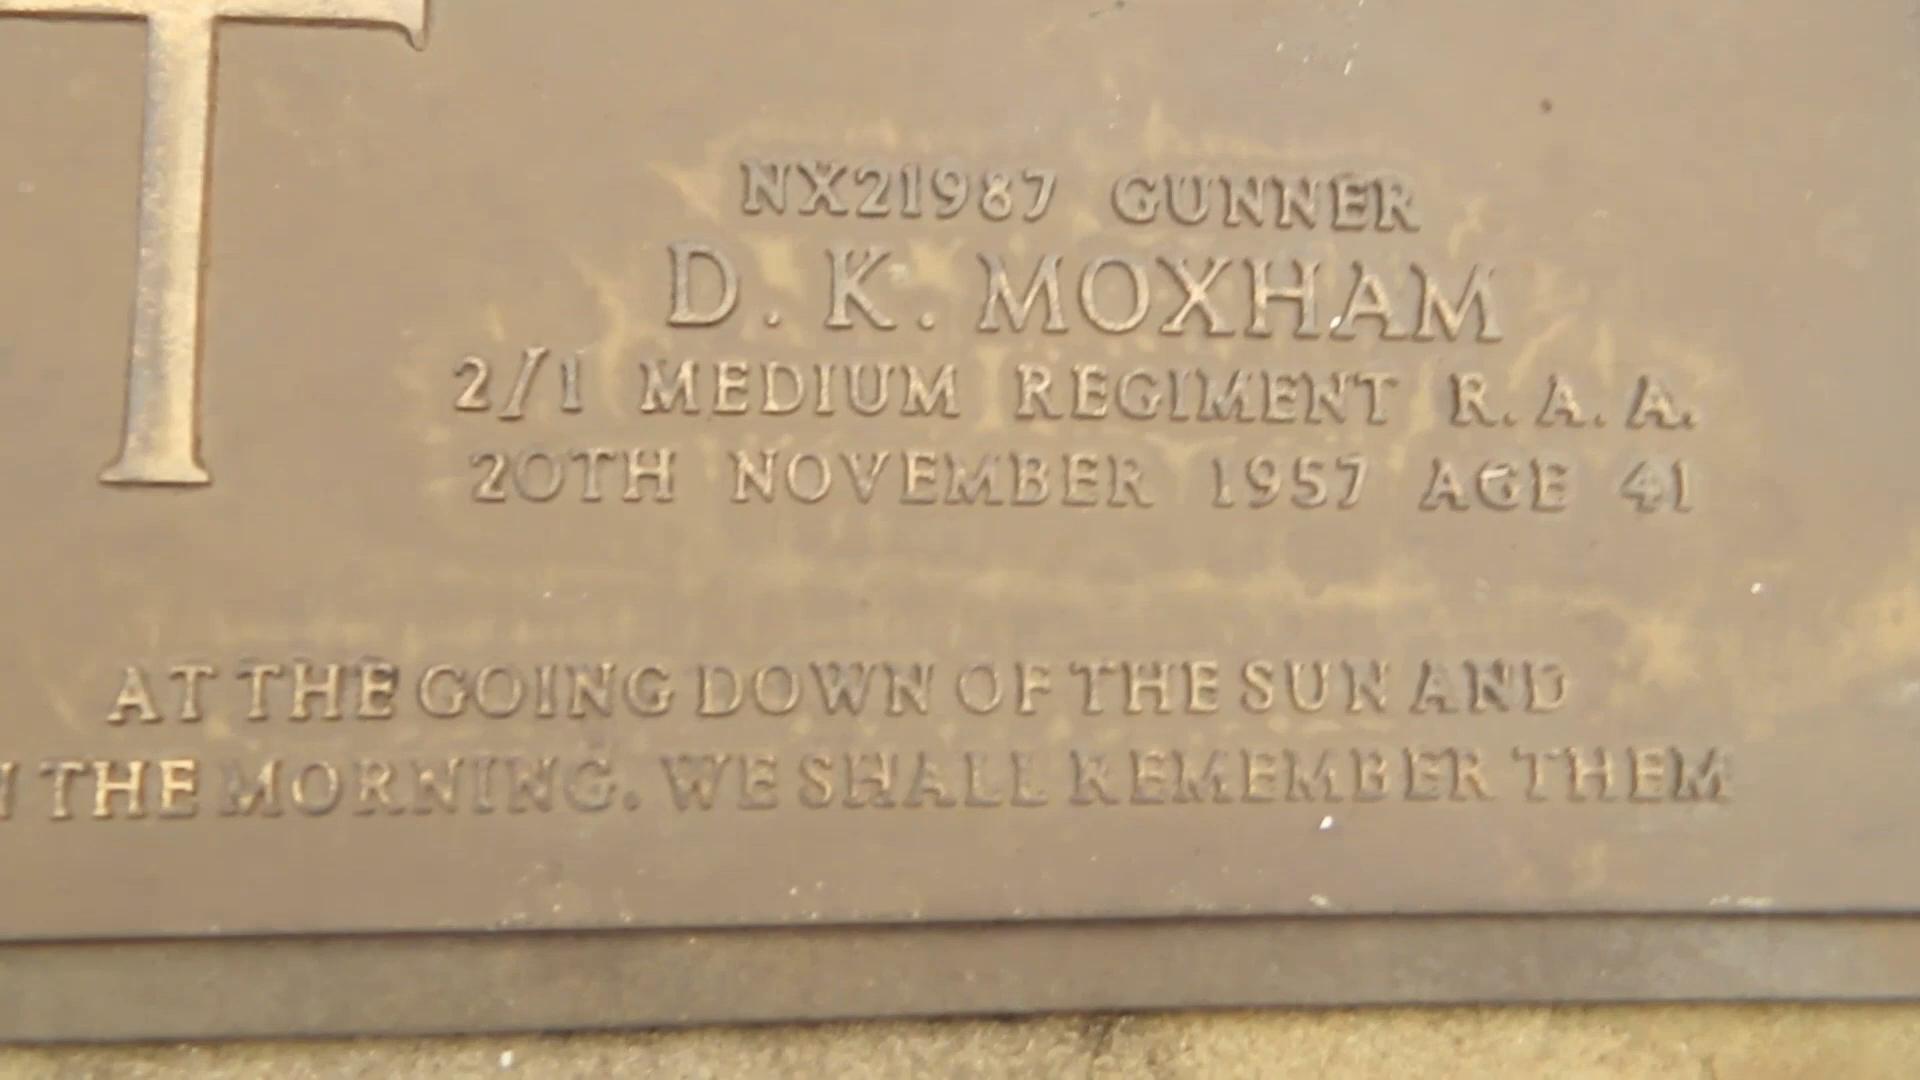 NX21987 GUNNER
D. K. MOXHAM
2/1 MEDIUM REGIMENT R. A. A.
20TH NOVEMBER 1957 AGE 41
AT THE GOING DOWN OF THE SUN AND
THE MORNING. WE SHALL REMEMBER THEM